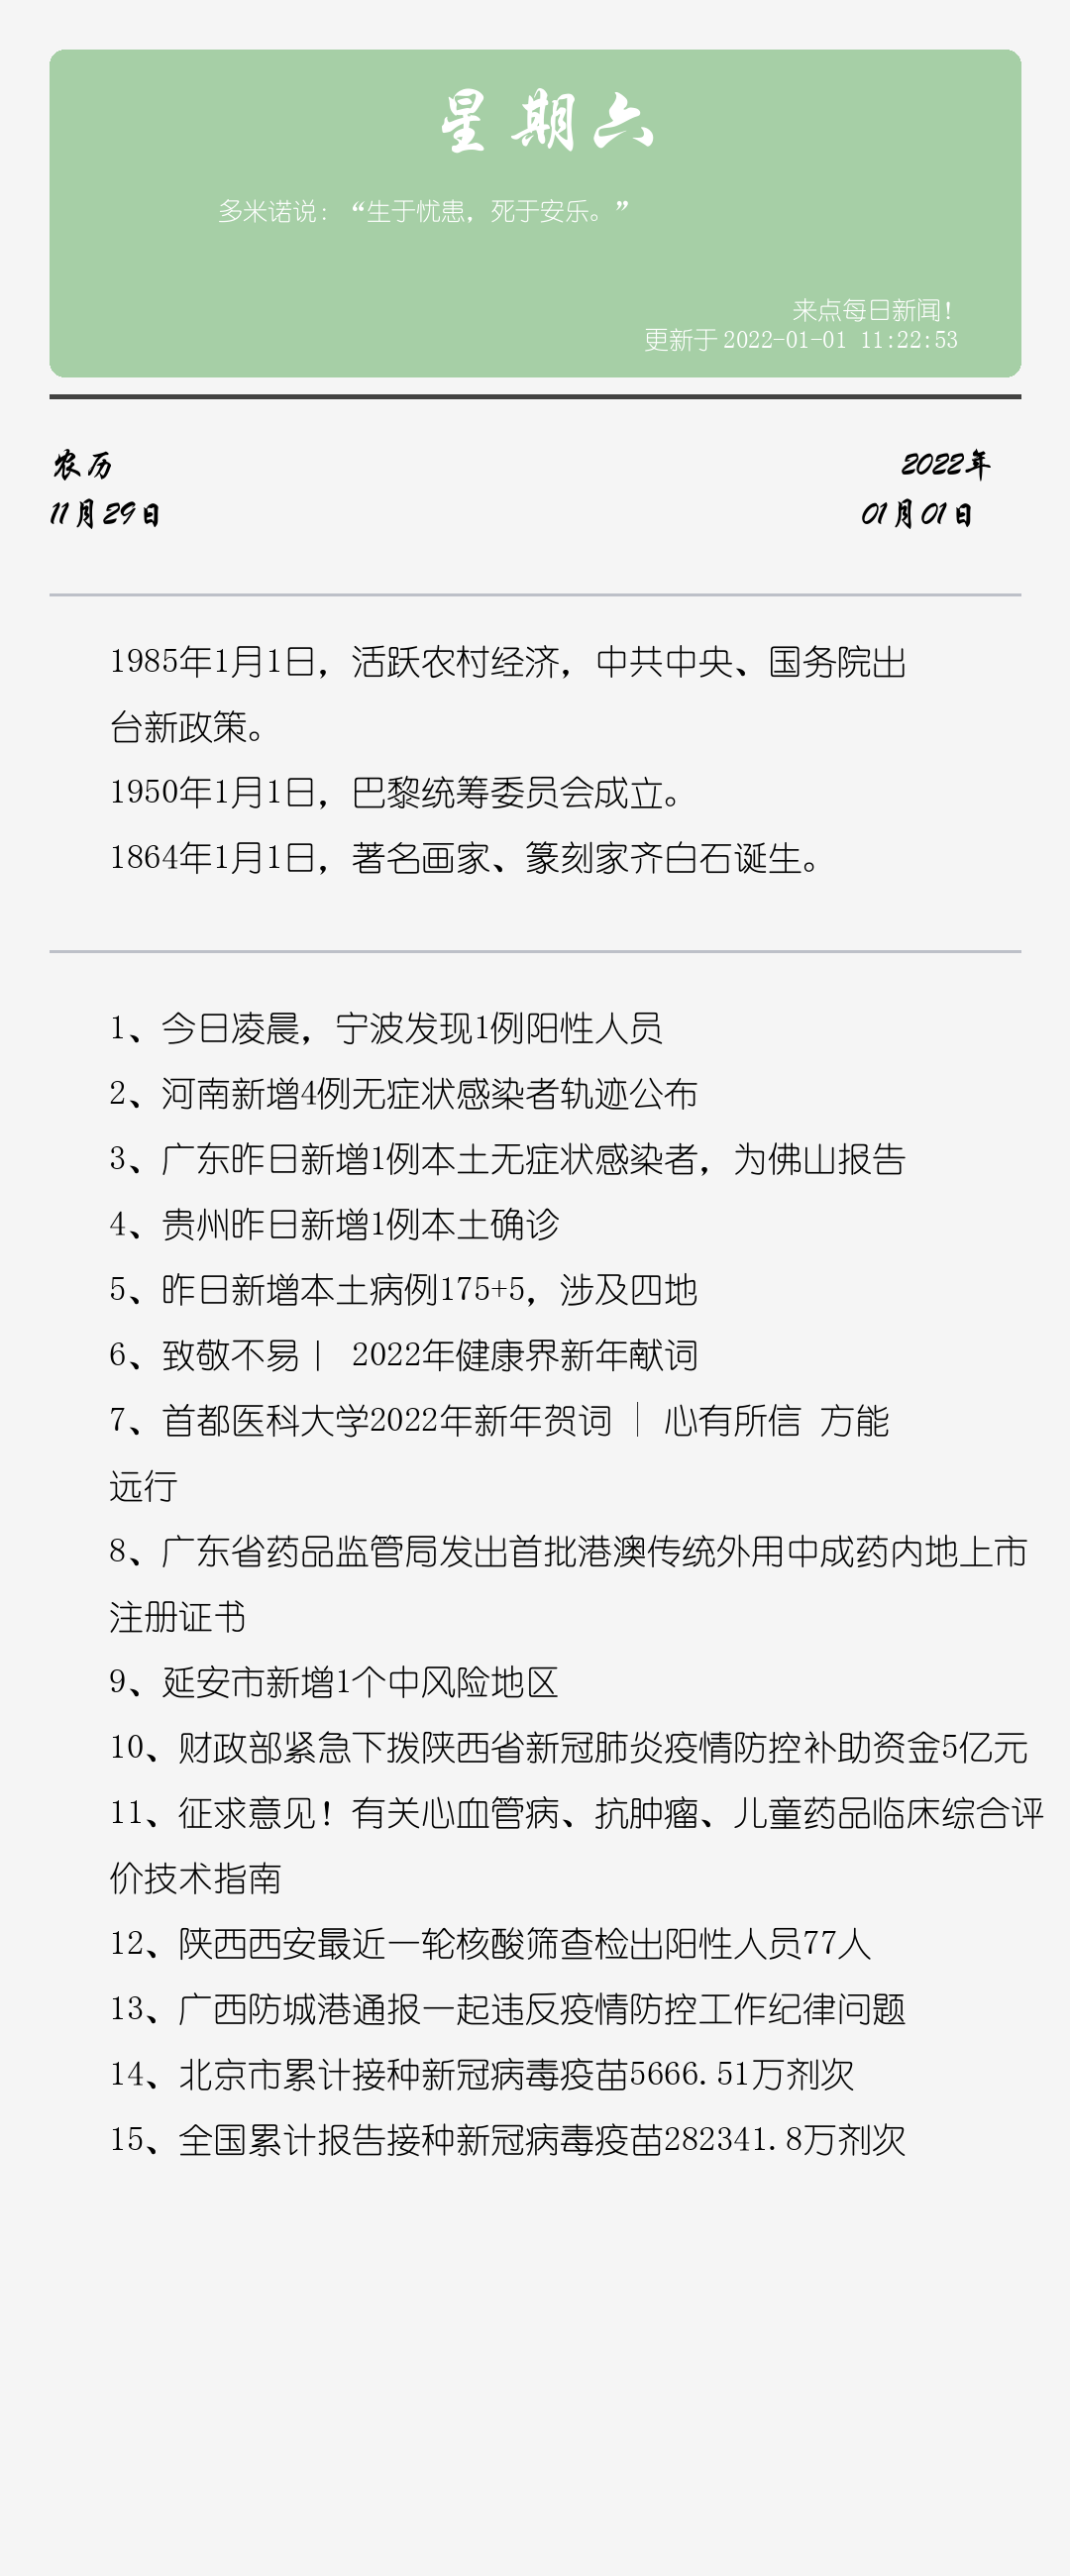 星期六
多米诺说：“生于忧患，死于安乐。”
来点每日新闻！
更新于 2022-01-01 11:22:53
农历
2022年
11月29日
01月01日
1985年1月1日，活跃农村经济，中共中央、国务院出
台新政策。
1950年1月1日，巴黎统筹委员会成立。
1864年1月1日，著名画家、篆刻家齐白石诞生。
1、今日凌晨，宁波发现1例阳性人员
2、河南新增4例无症状感染者轨迹公布
3、广东昨日新增1例本土无症状感染者，为佛山报告
4、贵州昨日新增1例本土确诊
5、昨日新增本土病例175+5，涉及四地
6、致敬不易丨 2022年健康界新年献词
7、首都医科大学2022年新年贺词 │ 心有所信 方能
远行
8、广东省药品监管局发出首批港澳传统外用中成药内地上市
注册证书
9、延安市新增1个中风险地区
10、财政部紧急下拨陕西省新冠肺炎疫情防控补助资金5亿元
11、征求意见！有关心血管病、抗肿瘤、儿童药品临床综合评
价技术指南
12、陕西西安最近一轮核酸筛查检出阳性人员77人
13、广西防城港通报一起违反疫情防控工作纪律问题
14、北京市累计接种新冠病毒疫苗5666.51万剂次
15、全国累计报告接种新冠病毒疫苗282341.8万剂次